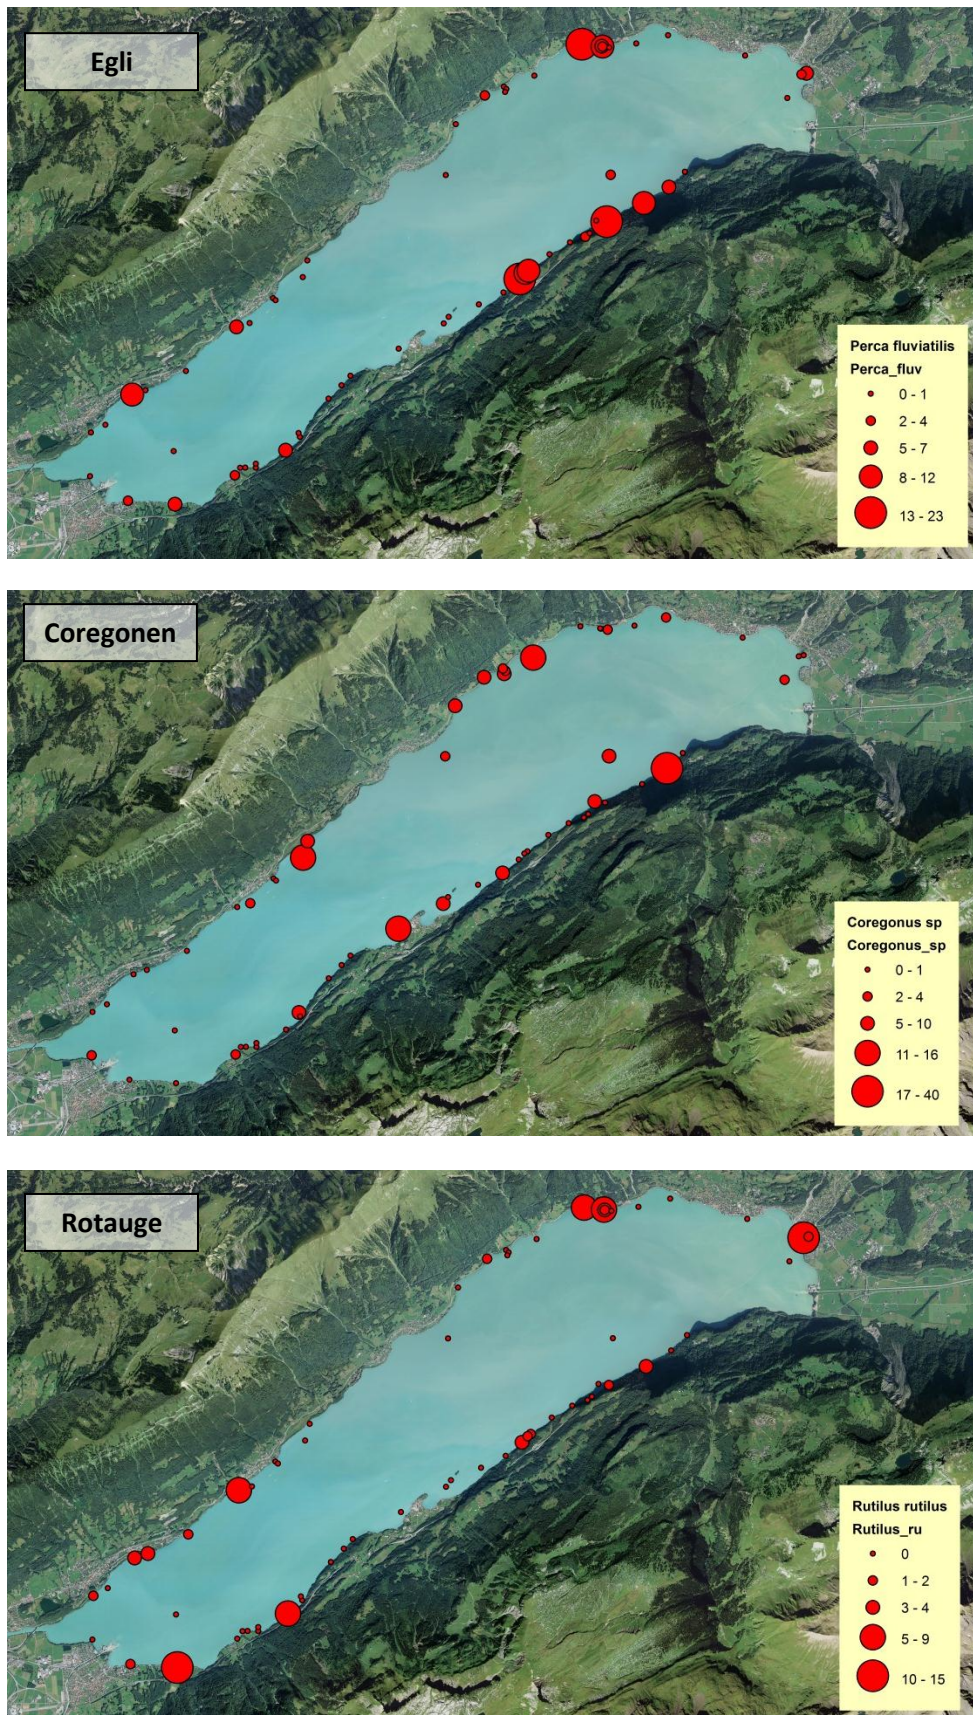 Egli
Perca fluviatilis
Perca_fluv
0 - 1
2 - 4
5 - 7
8 - 12
13 - 23
Coregonen
Coregonus sp
Coregonus_sp
0 - 1
2 - 4
5 - 10
11 - 16
17 - 40
Rotauge
Rutilus rutilus
Rutilus_ru
0
1 - 2
3 - 4
5 - 9
10 - 15